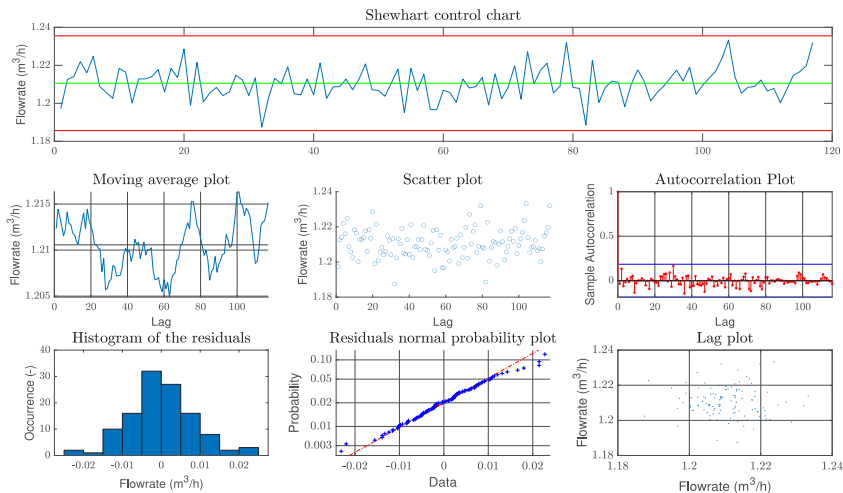 Shewhart control chart
1.24
1.22
1.2
1.18
Flowrate (m³/h)
0 20 40 60 80 100 120
Moving average plot
1.215
1.21
1.205
Flowrate (m³/h)
0 20 40 60 80 100
Lag
Scatter plot
1.24
1.22
1.2
1.18
Flowrate (m³/h)
0 20 40 60 80 100
Lag
Autocorrelation Plot
1
0.5
0
Sample Autocorrelation
20 40 60 80 100
Lag
Histogram of the residuals
40
30
20
10
0
Occurrence (-)
-0.02 -0.01 0 0.01 0.02
Flowrate (m³/h)
Residuals normal probability plot
0.10
0.05
0.01
0.003
Probability
-0.02 -0.01 0 0.01 0.02
Data
Lag plot
1.24
1.22
1.2
1.18
Flowrate (m³/h)
1.18 1.2 1.22 1.24
Flowrate (m³/h)